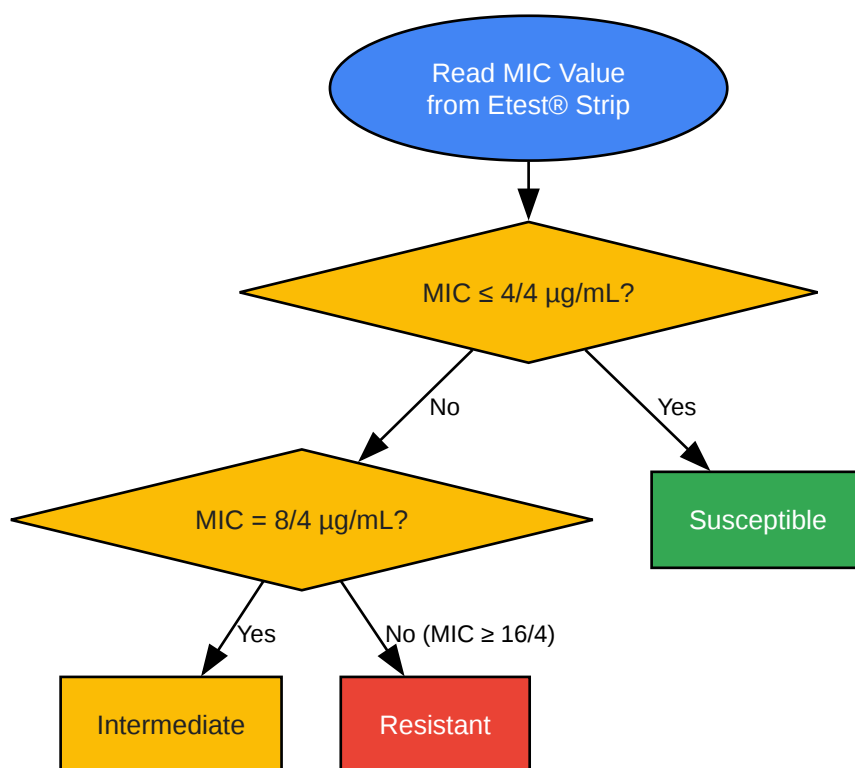 Read MIC Value
from Etest® Strip
MIC ≤ 4/4 µg/mL?
No
Yes
MIC = 8/4 µg/mL?
Susceptible
Yes
No (MIC ≥ 16/4)
Intermediate
Resistant